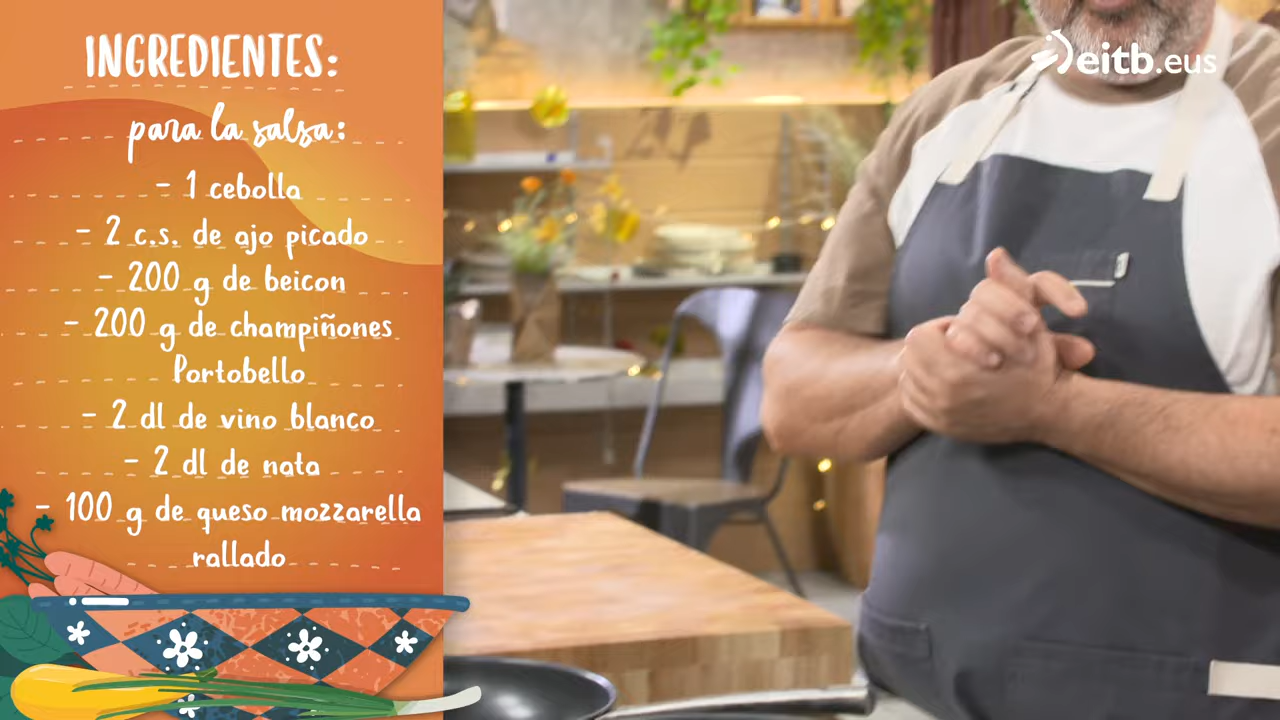 INGREDIENTES:
para la salsa:
- 1 cebolla
- 2 c.s. de ajo picado
- 200 g de beicon
- 200 g de champiñones
Portobello
- 2 dl de vino blanco
- 2 dl de nata
- 100 g de queso mozzarella
rallado
eitb.eus